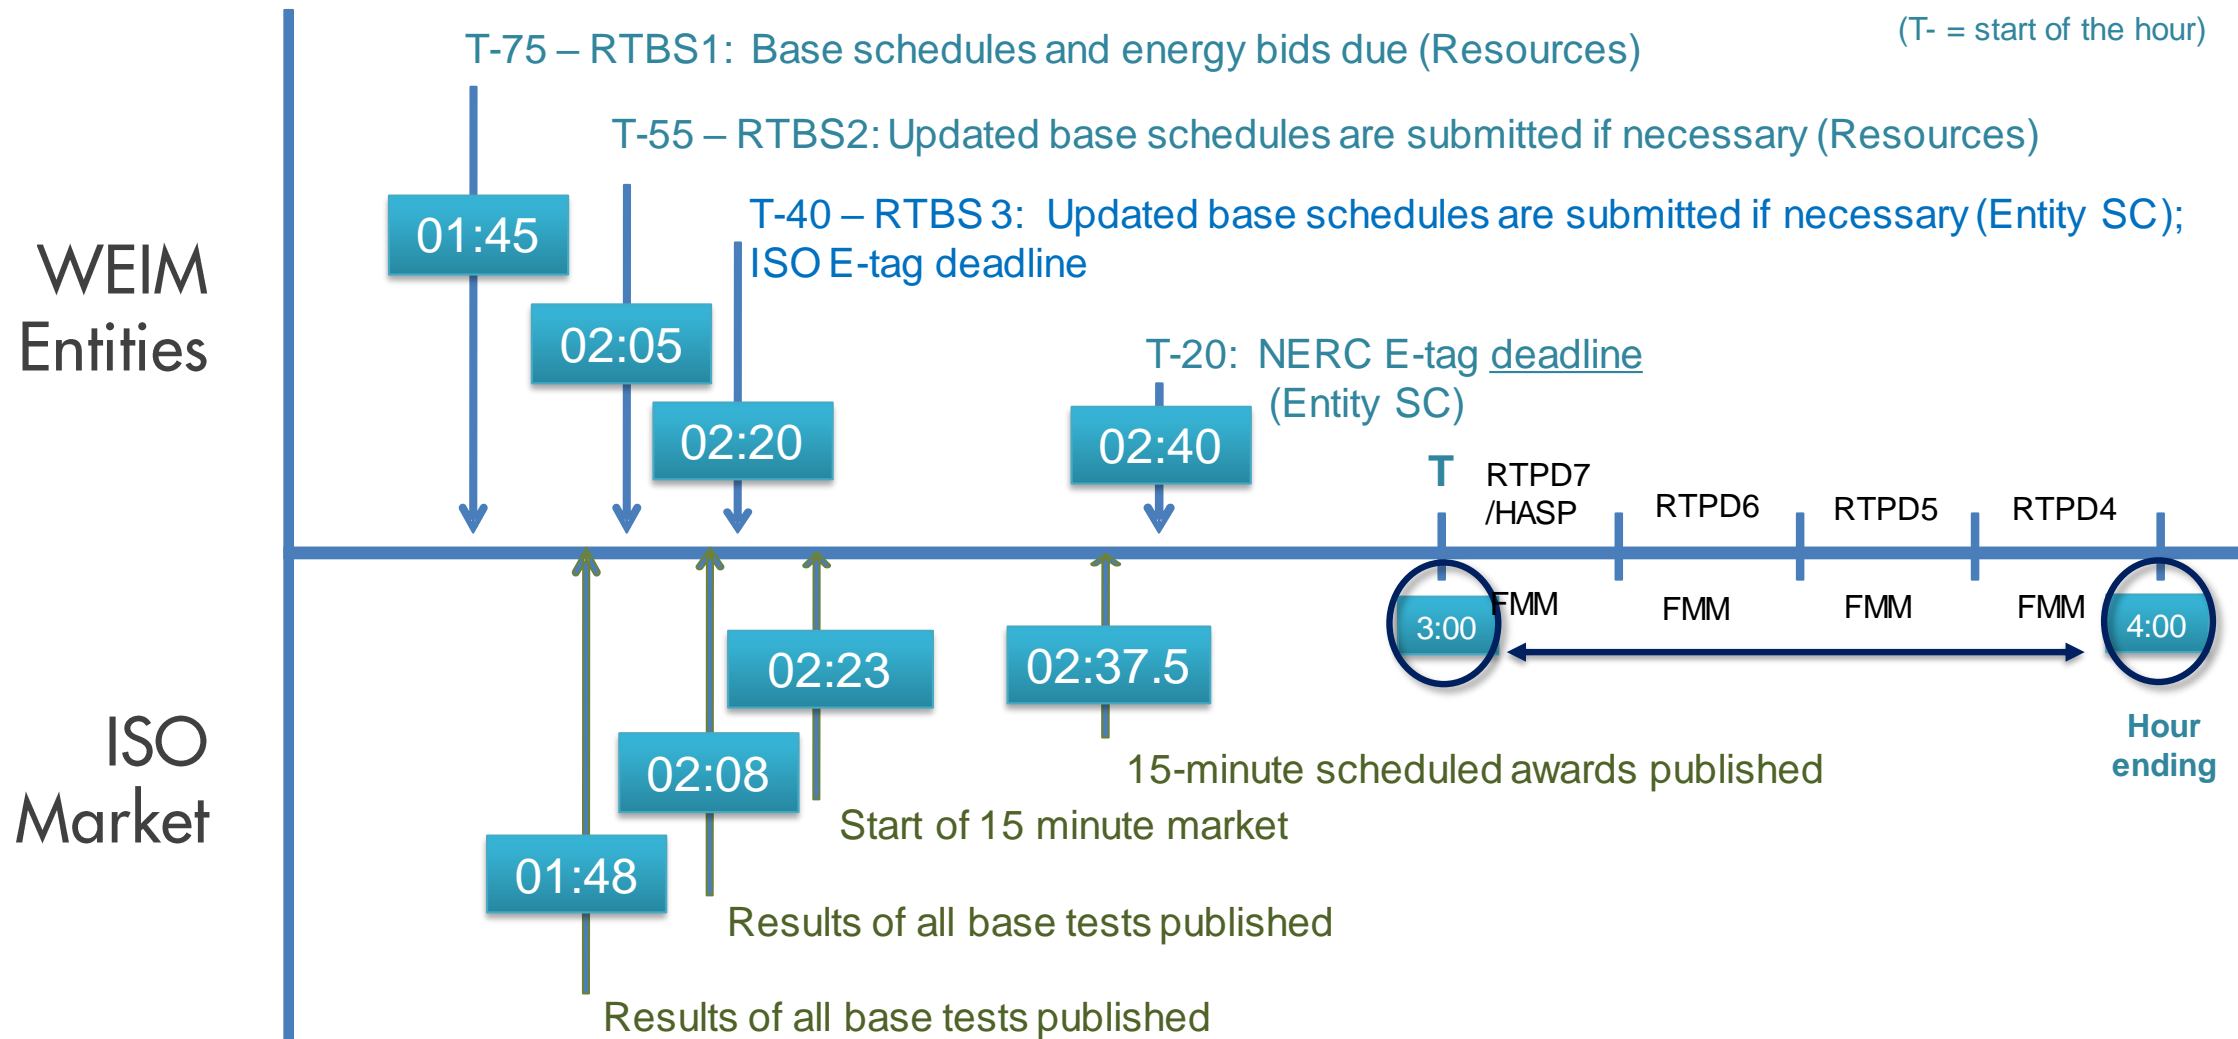 (T- = start of the hour)
T-75 – RTBS1: Base schedules and energy bids due (Resources)
T-55 – RTBS2: Updated base schedules are submitted if necessary (Resources)
T-40 – RTBS 3: Updated base schedules are submitted if necessary (Entity SC);
ISO E-tag deadline
WEIM
Entities
01:45
02:05
02:20
T-20: NERC E-tag deadline
(Entity SC)
02:40
T
RTPD7
/HASP
RTPD6
RTPD5
RTPD4
3:00
FMM
FMM
FMM
FMM
4:00
Hour
ending
ISO
Market
02:23
02:37.5
02:08
01:48
15-minute scheduled awards published
Start of 15 minute market
Results of all base tests published
Results of all base tests published